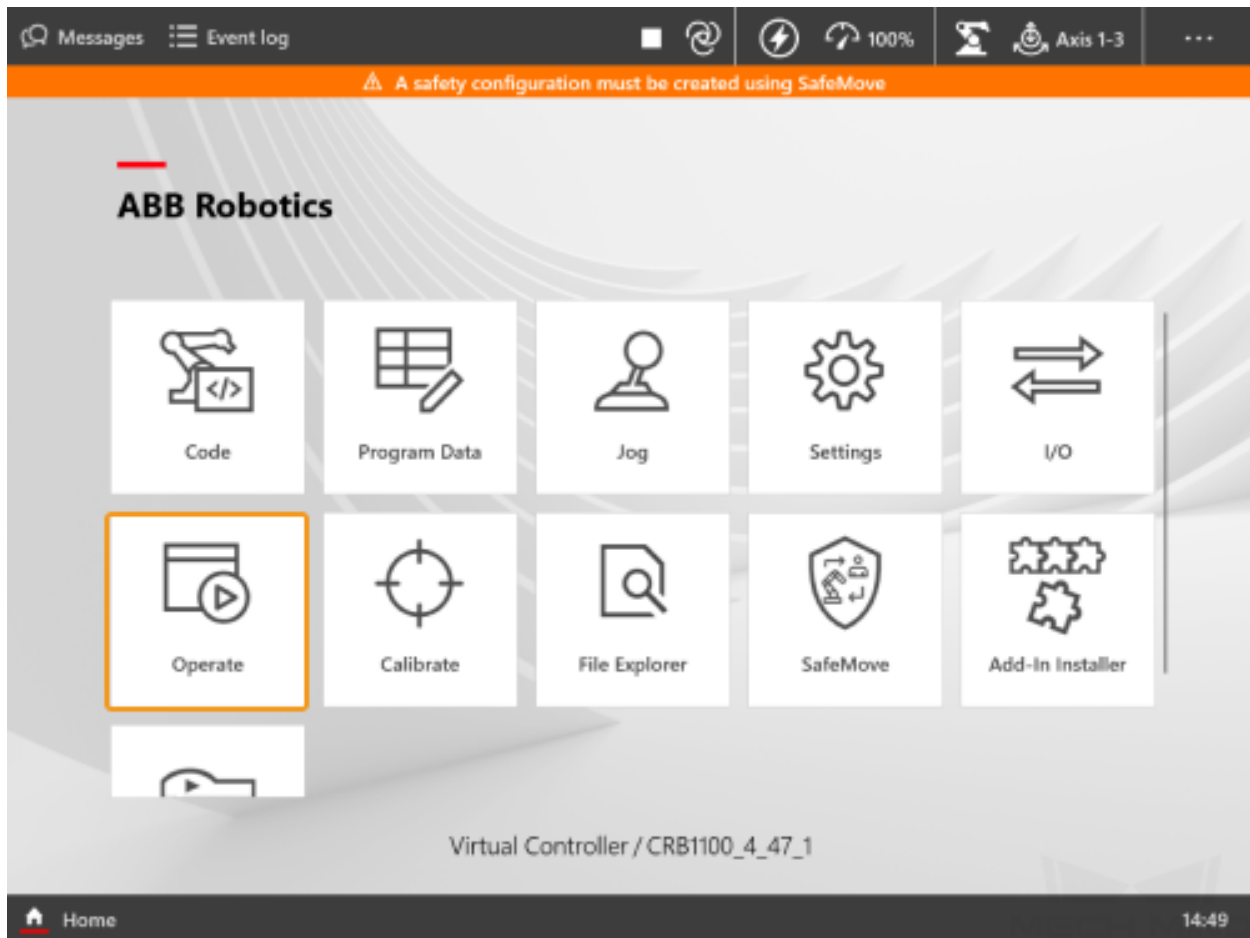 Messages Event log 100% Axis 1-3 ...
A safety configuration must be created using SafeMove
ABB Robotics
Code Program Data Jog Settings I/O
Operate Calibrate File Explorer SafeMove Add-In Installer
Virtual Controller / CRB1100_4_47_1
Home 14:49